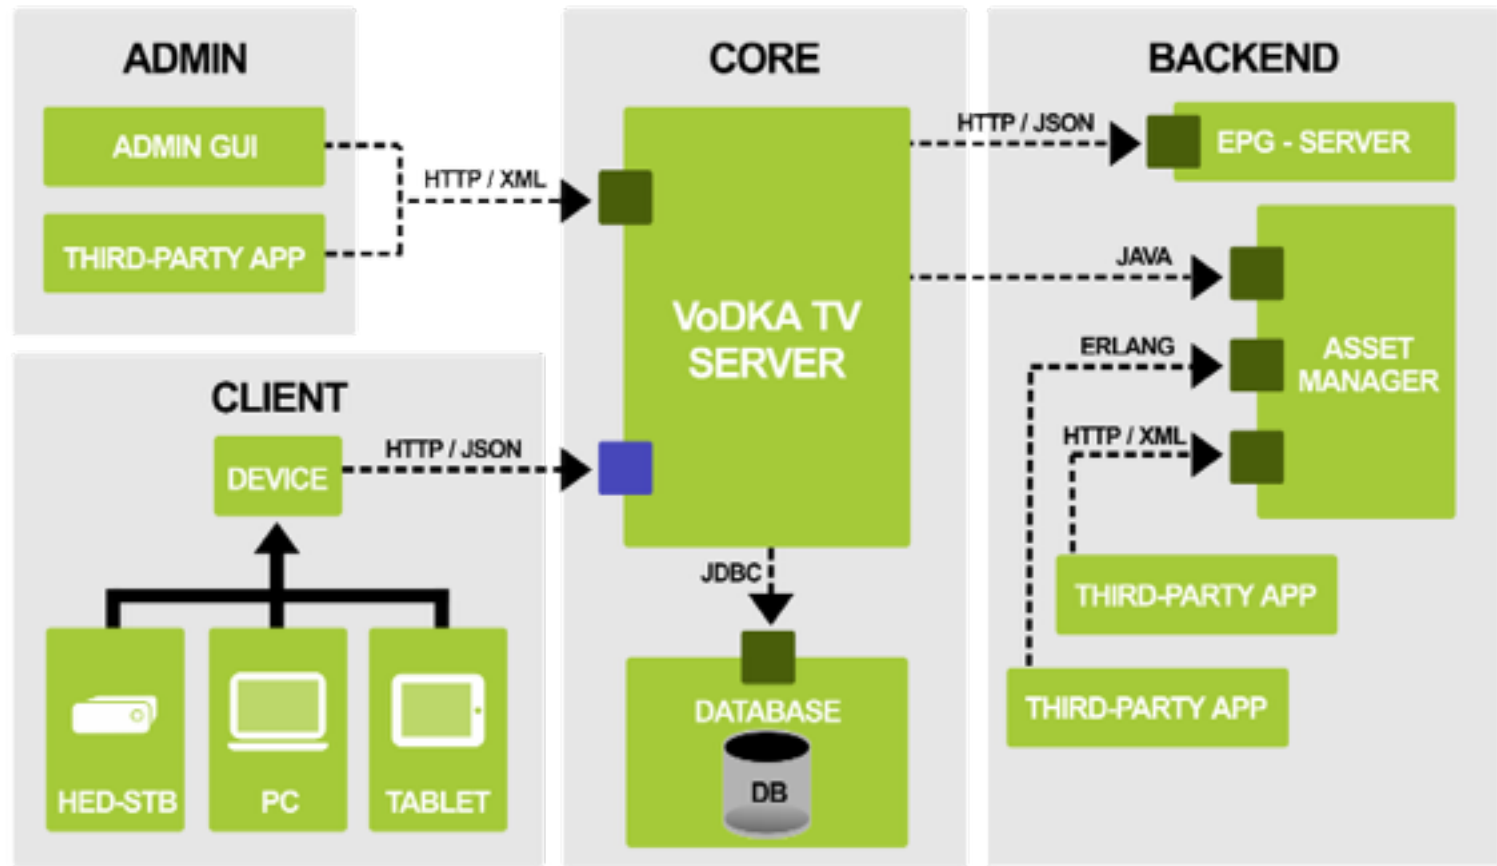 ADMIN
ADMIN GUI
THIRD-PARTY APP
HTTP / XML
CLIENT
DEVICE
HTTP / JSON
HED-STB
PC
TABLET
CORE
VoDKA TV
SERVER
JDBC
DATABASE
DB
BACKEND
HTTP / JSON
EPG - SERVER
JAVA
ERLANG
HTTP / XML
ASSET
MANAGER
THIRD-PARTY APP
THIRD-PARTY APP